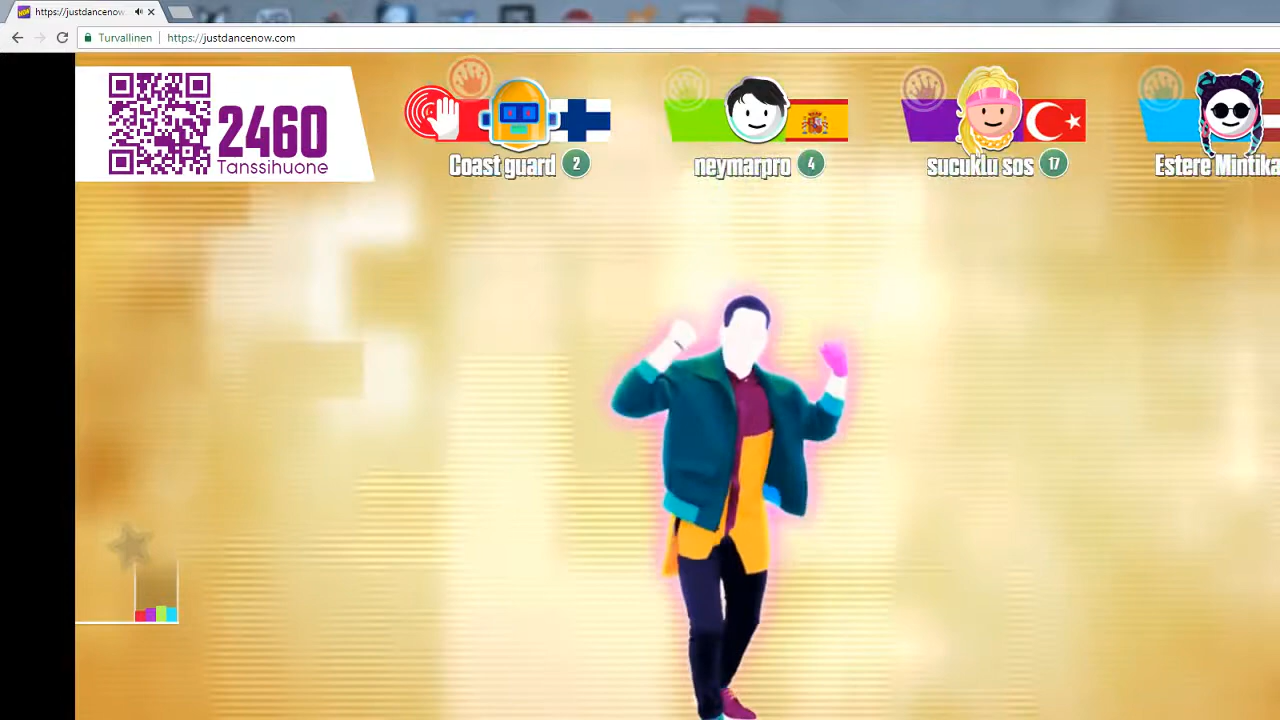 https://justdancenow
Turvallinen
https://justdancenow.com
2460
Tanssihuone
Coast guard 2
neymarpro 4
sucuklu sos 17
Estere Mintika